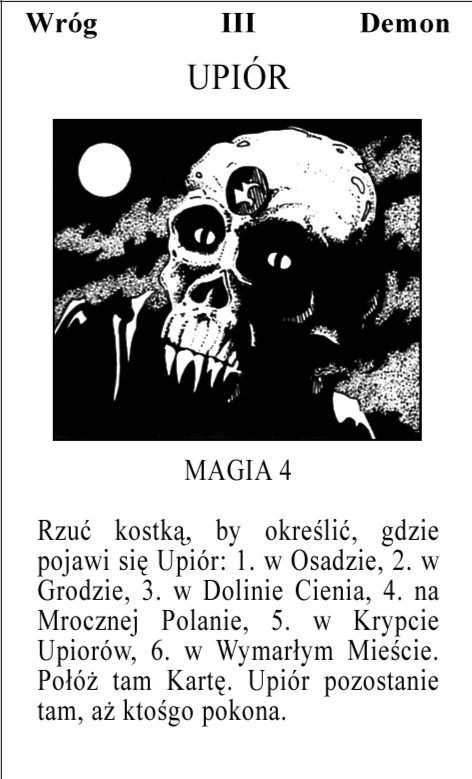 Wróg III Demon
UPIÓR
MAGIA 4
Rzuć kostką, by określić, gdzie
pojawi się Upiór: 1. w Osadzie, 2. w
Grodzie, 3. w Dolinie Cienia, 4. na
Mrocznej Polanie, 5. w Krypcie
Upiorów, 6. w Wymarłym Mieście.
Połóż tam Kartę. Upiór pozostanie
tam, aż ktośgo pokona.